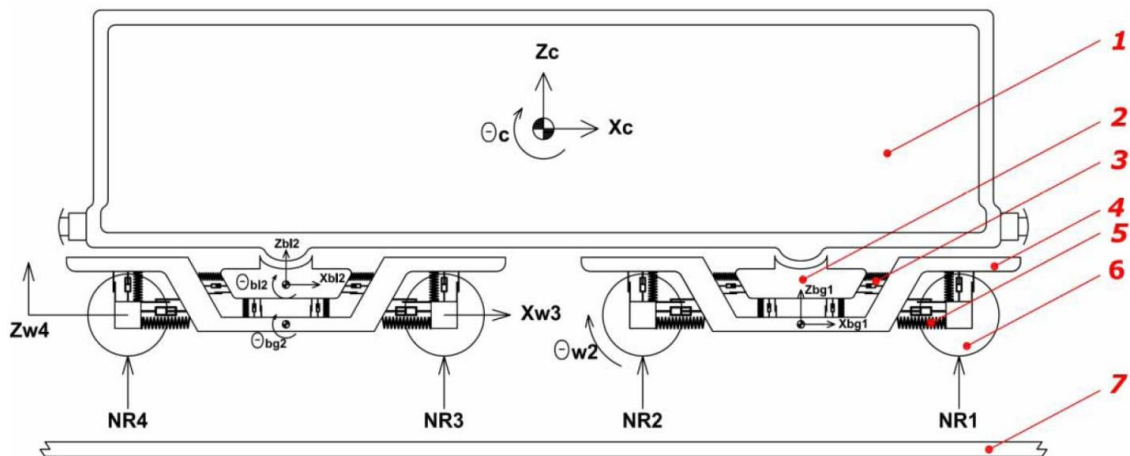 1
Zc
Θc
Xc
2
3
4
5
6
Zbl2
Θbl2
Xbl2
Zbg1
Xbg1
Zw4
Xw3
Θbg2
Θw2
NR4
NR3
NR2
NR1
7